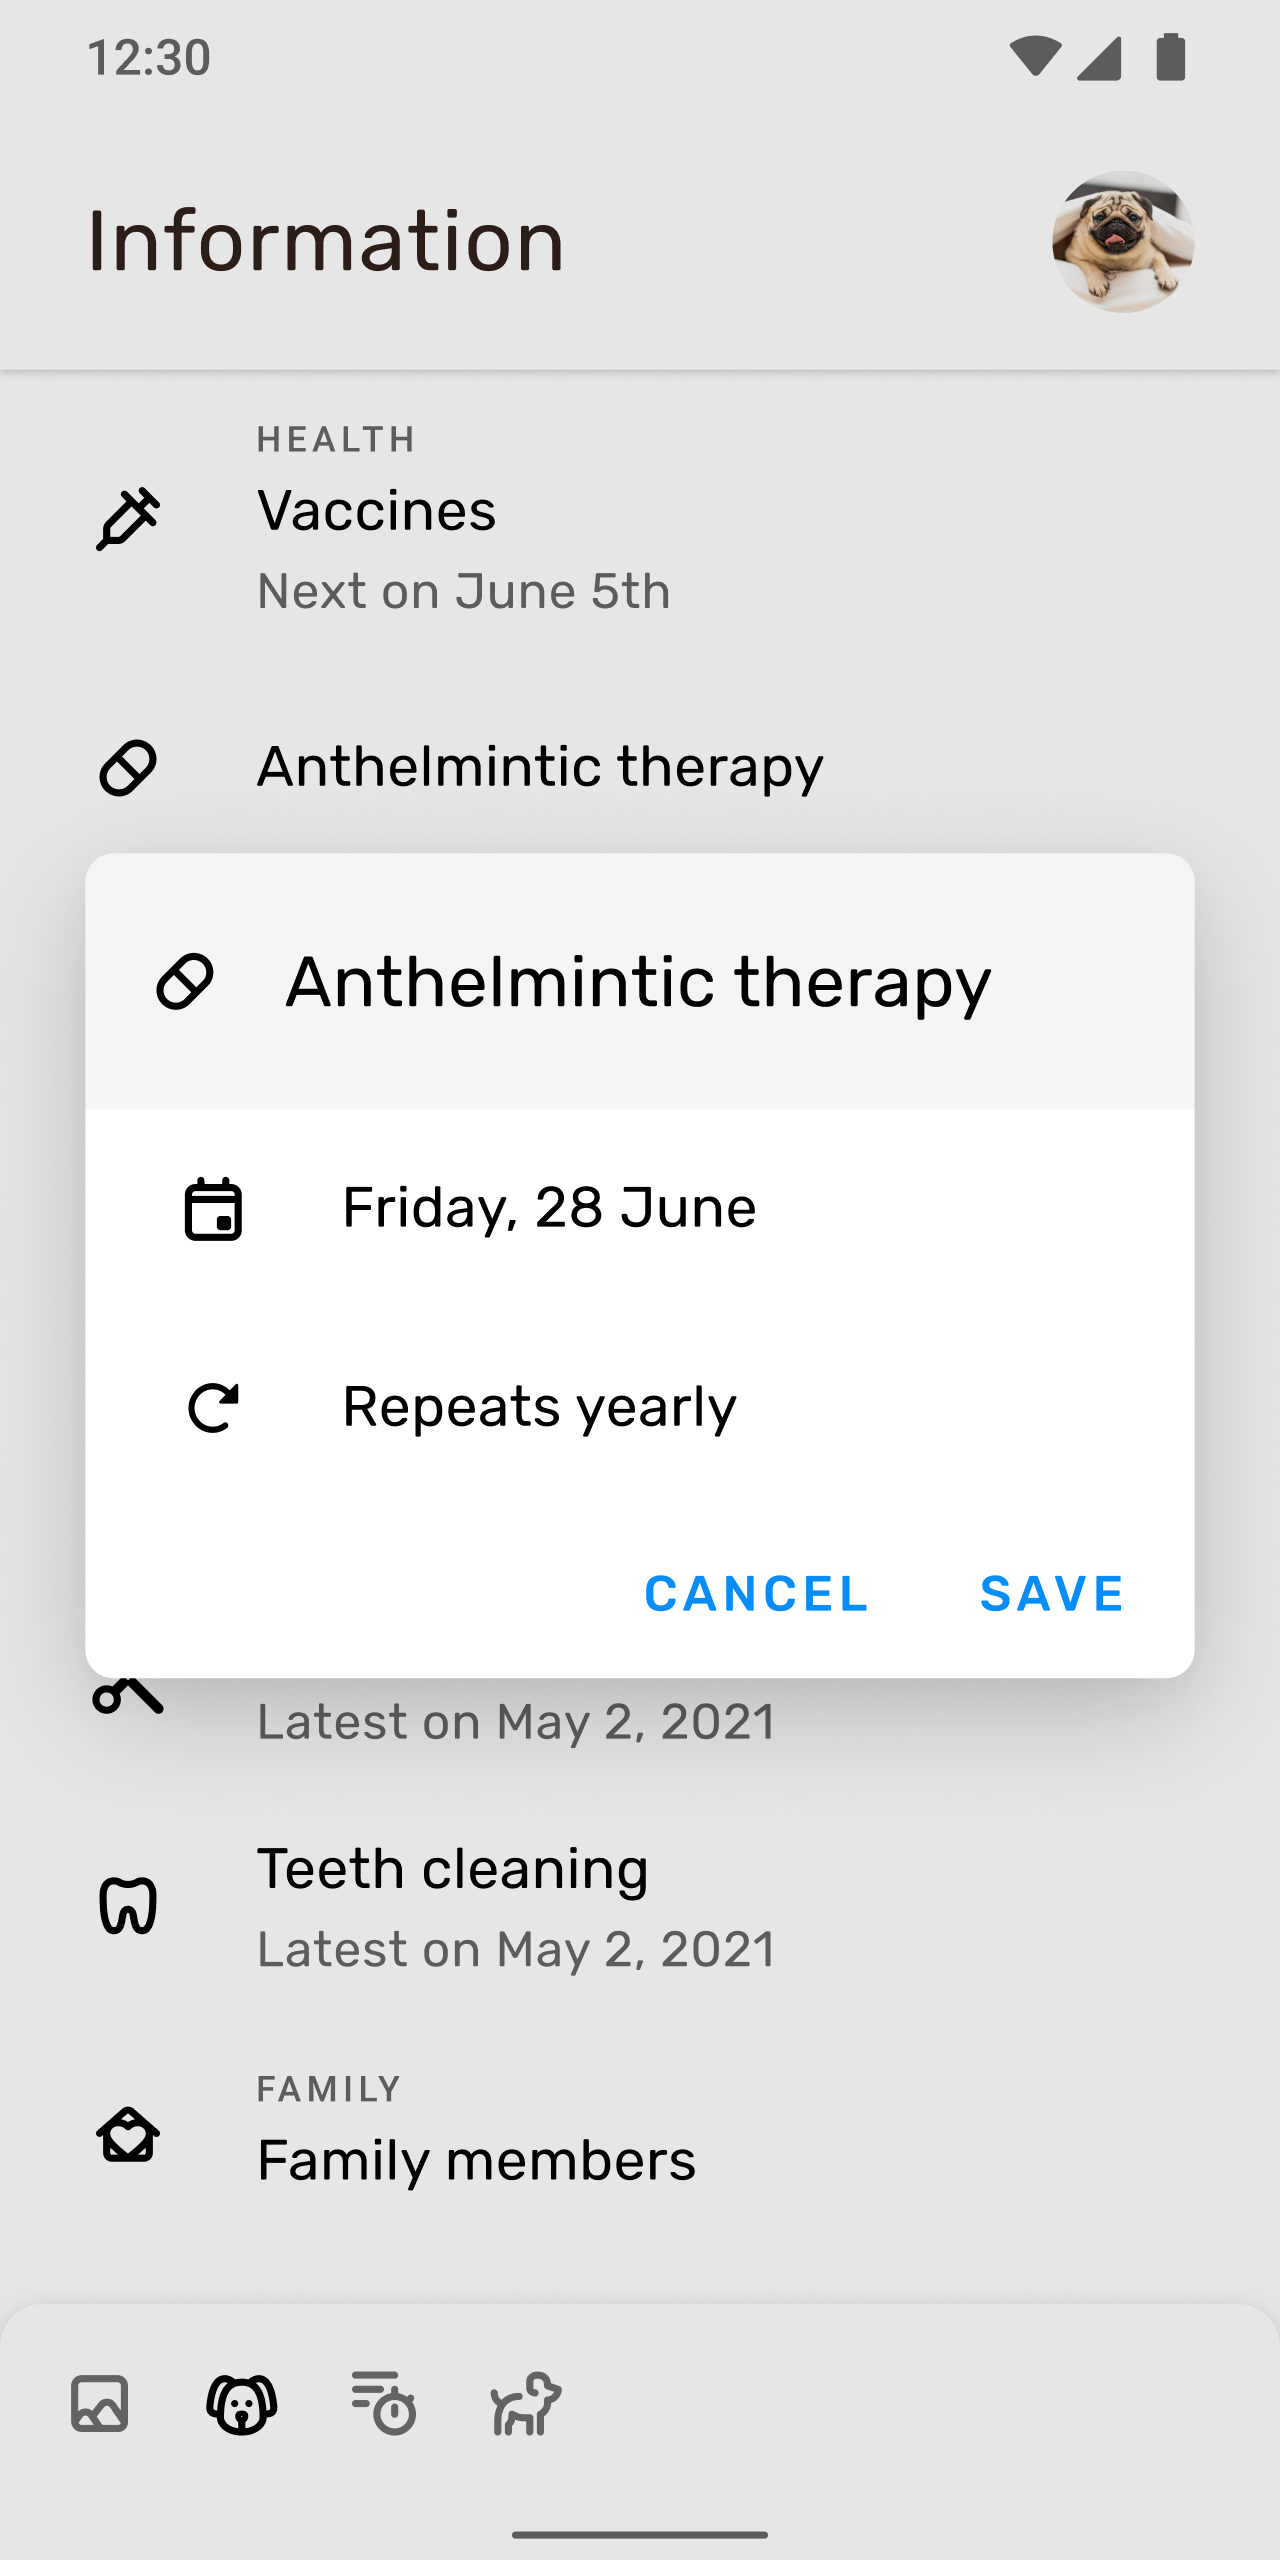 12:30
Information
HEALTH
Vaccines
Next on June 5th
Anthelmintic therapy
Anthelmintic therapy
Friday, 28 June
Repeats yearly
CANCEL
SAVE
Latest on May 2, 2021
Teeth cleaning
Latest on May 2, 2021
FAMILY
Family members